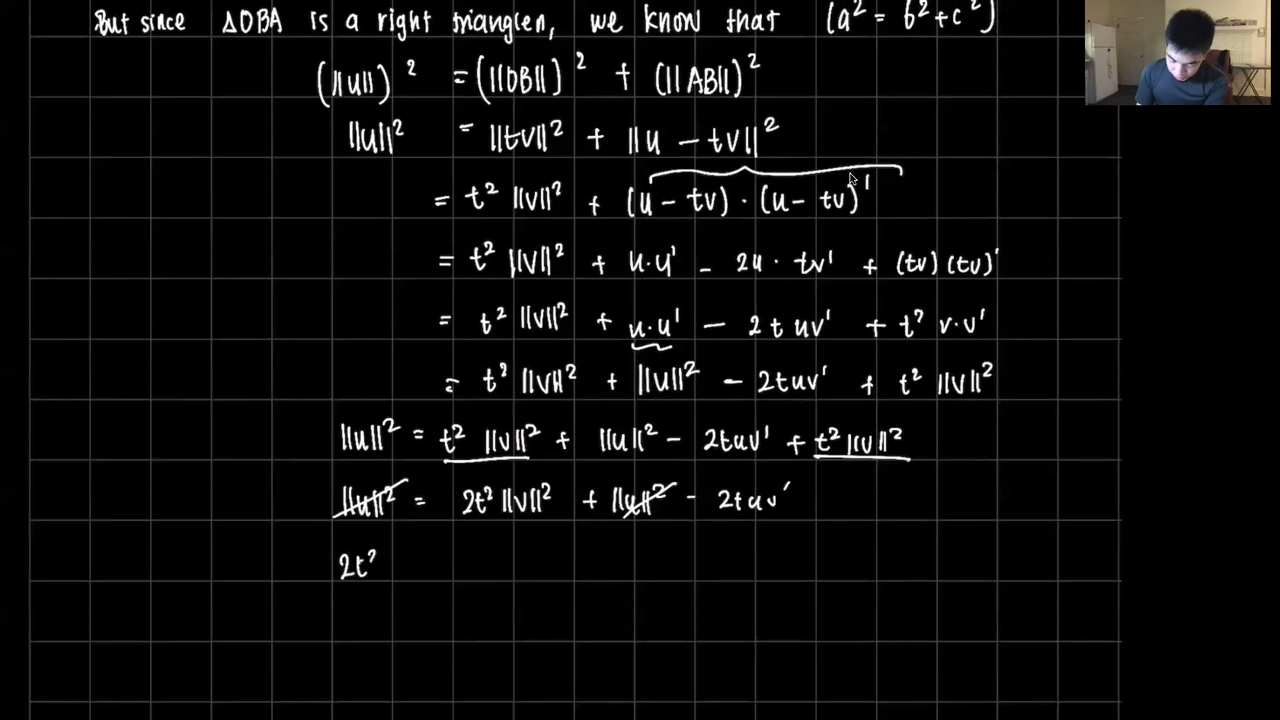 But since ΔOBA is a right trianglen, we know that (a² = b² + c²)
(||u||)² = (||OB||)² + (||AB||)²
||u||² = ||tv||² + ||u - tv||²
= t² ||v||² + (u - tv) · (u - tv)'
= t² ||v||² + u·u' - 2u · tv' + (tv) (tv)'
= t² ||v||² + u·u' - 2t uv' + t² v·v'
= t² ||v||² + ||u||² - 2tuv' + t² ||v||²
||u||² = t² ||v||² + ||u||² - 2tuv' + t² ||v||²
||u||² = 2t² ||v||² + ||u||² - 2tuv'
2t²